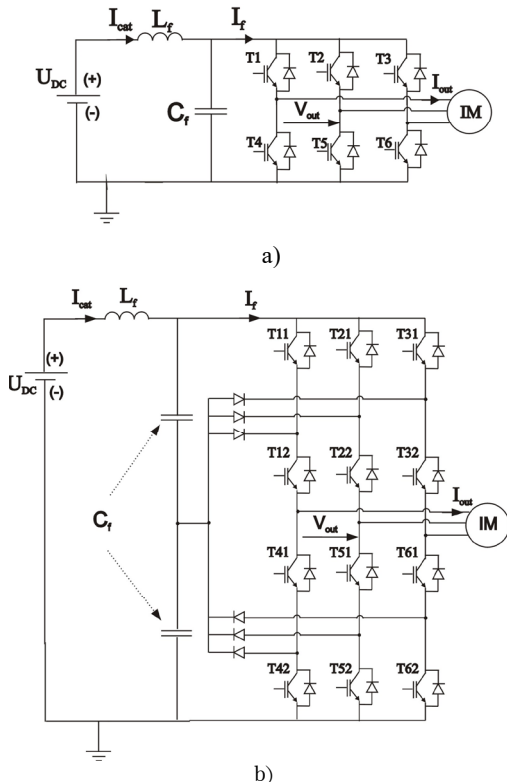 I_cat L_f I_f
T1 T2 T3
U_DC (+) (-)
C_f
I_out
V_out
IM
T4 T5 T6
a)
I_cat L_f I_f
T11 T21 T31
U_DC (+) (-)
T12 T22 T32
I_out
C_f
V_out
IM
T41 T51 T61
T42 T52 T62
b)